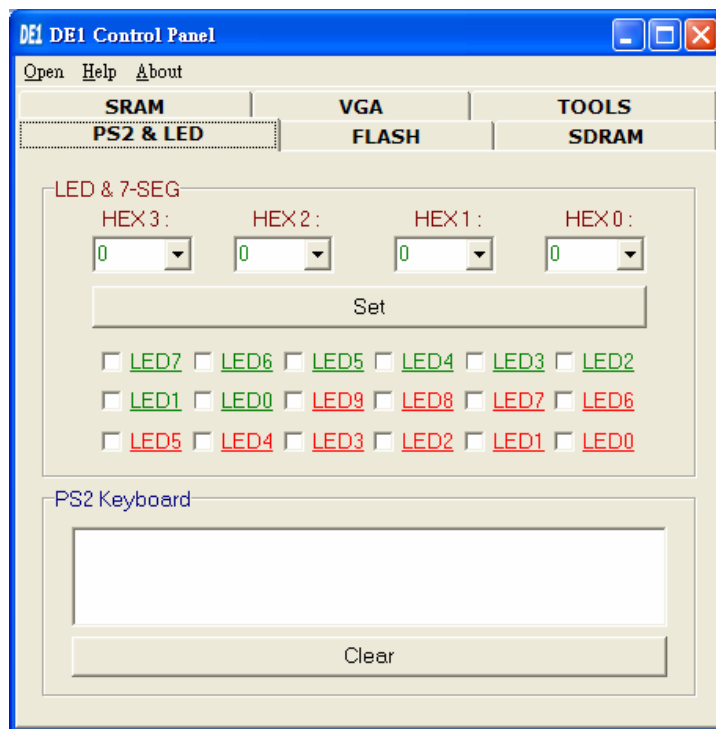 DE1 DE1 Control Panel
Open Help About
SRAM VGA TOOLS
PS2 & LED FLASH SDRAM
LED & 7-SEG
HEX 3 : HEX 2 : HEX 1 : HEX 0 :
0 0 0 0
Set
LED7 LED6 LED5 LED4 LED3 LED2
LED1 LED0 LED9 LED8 LED7 LED6
LED5 LED4 LED3 LED2 LED1 LED0
PS2 Keyboard
Clear